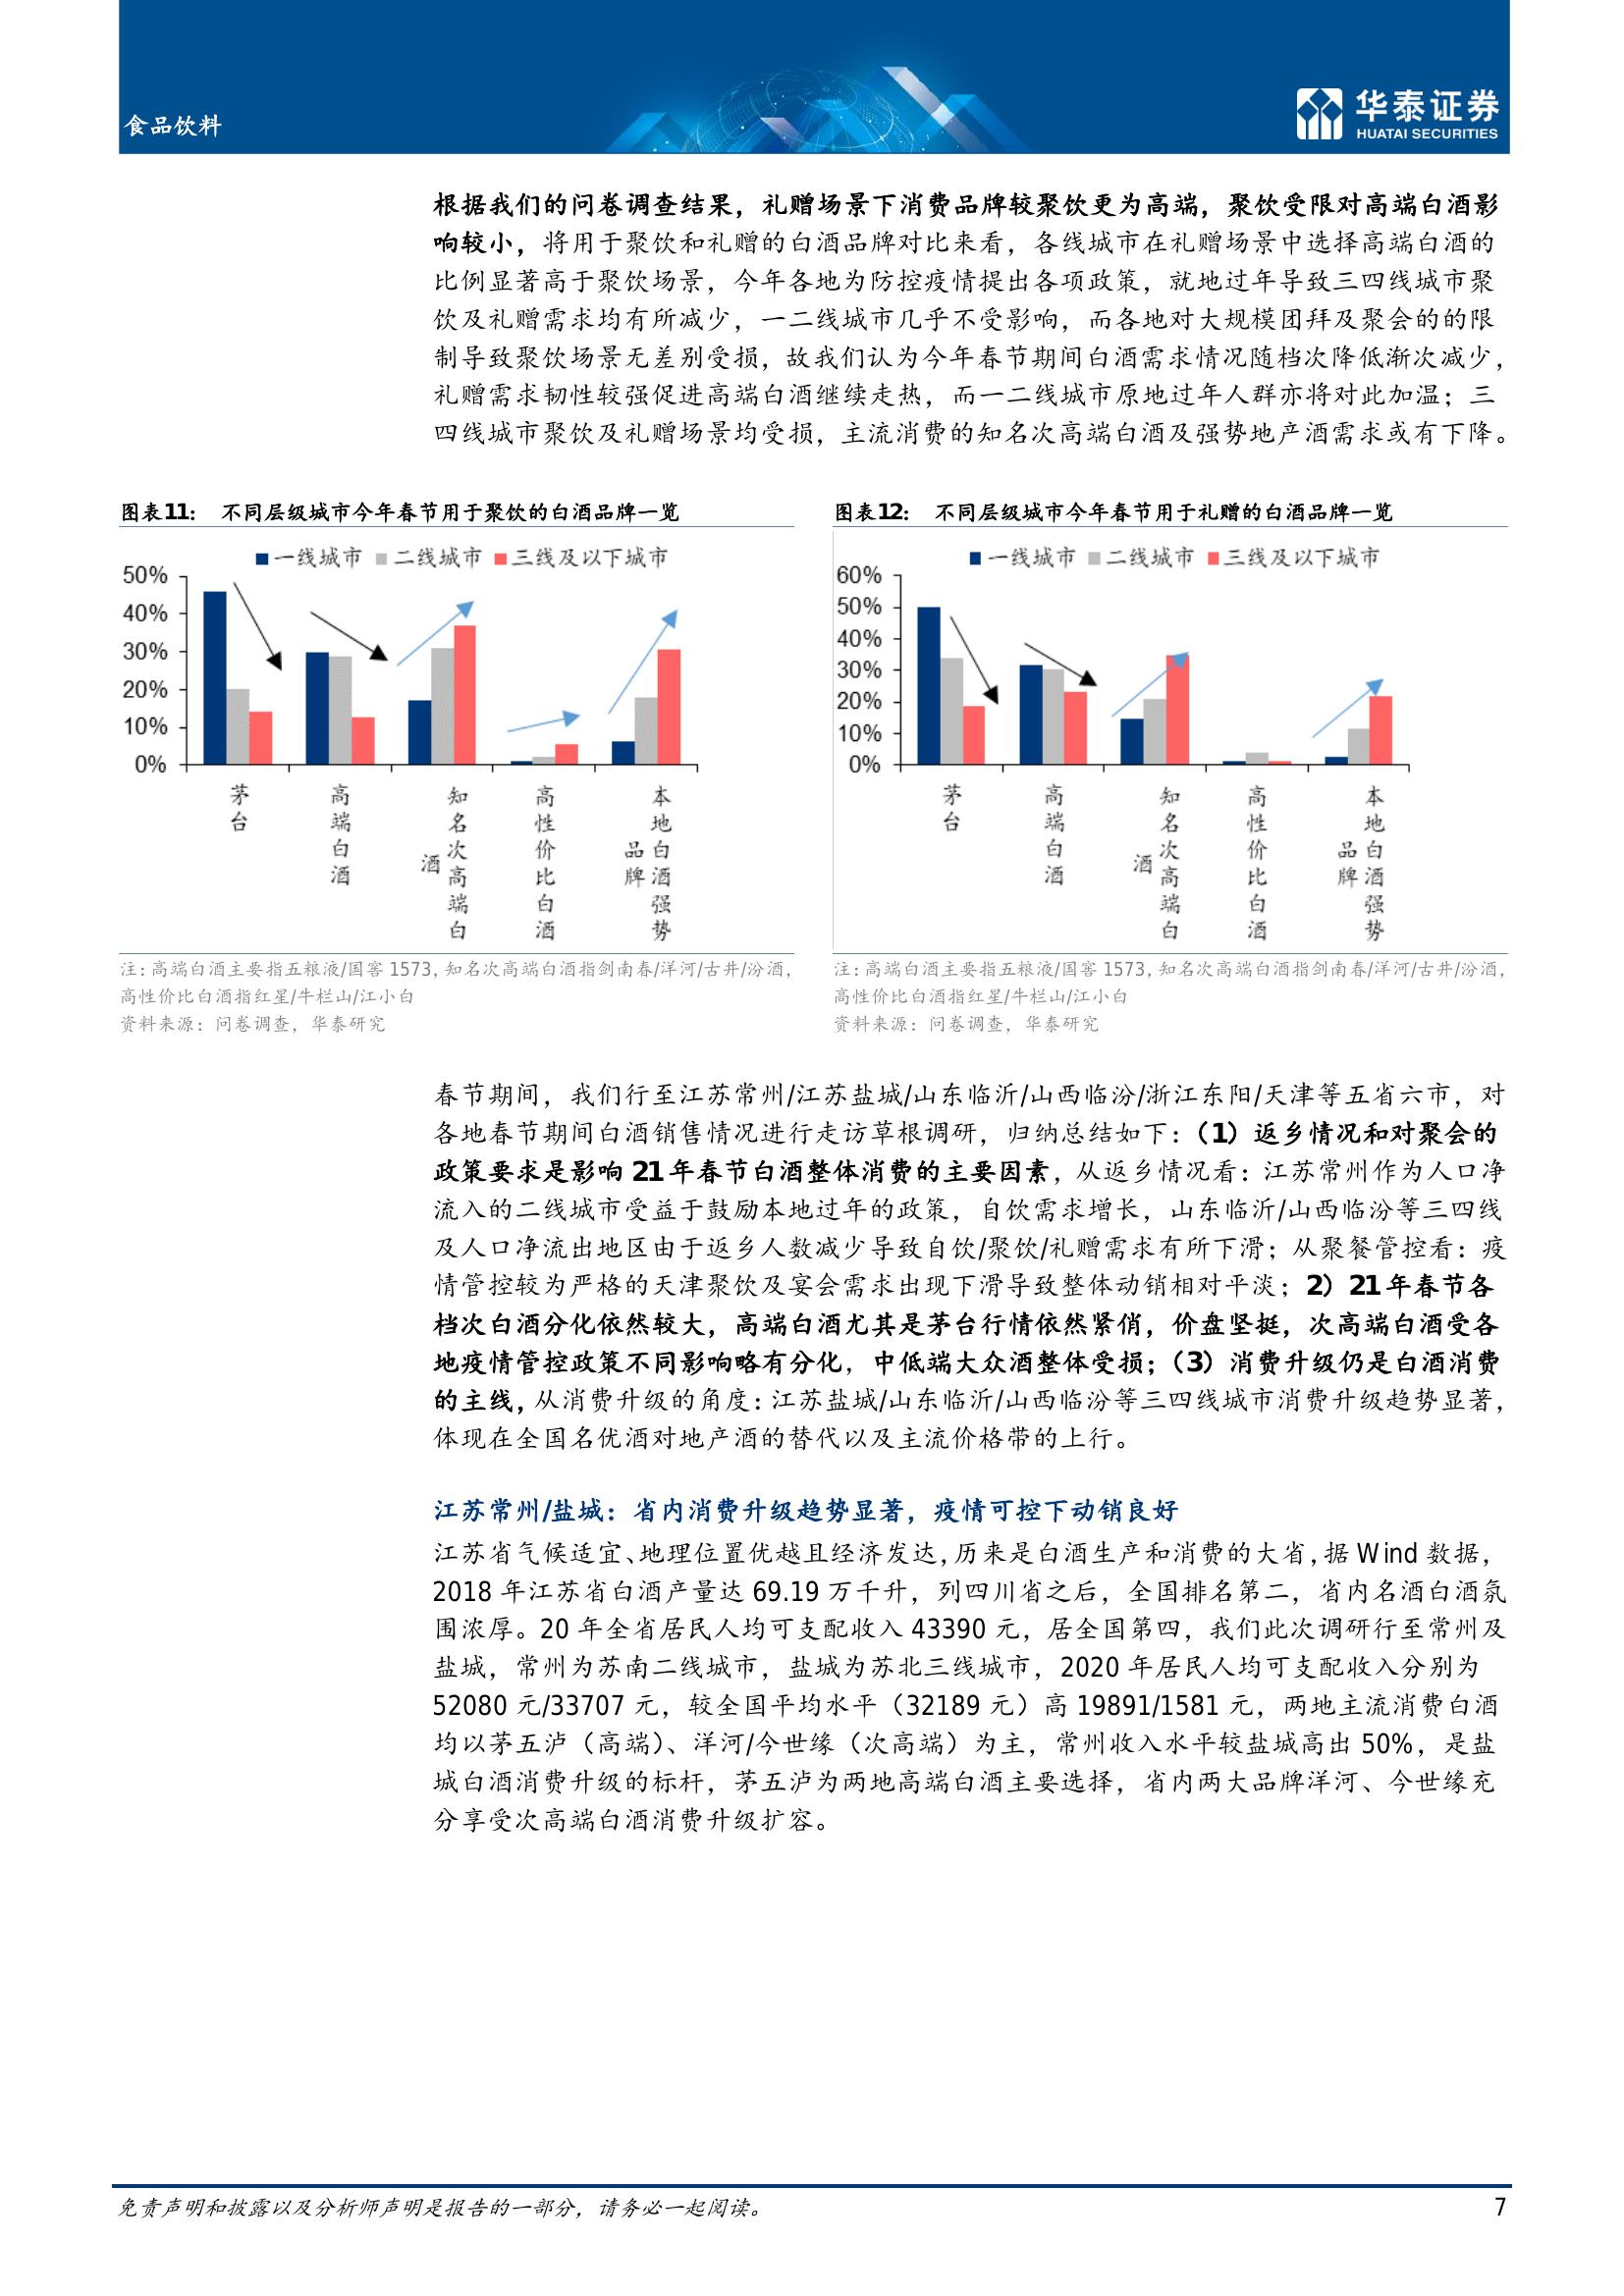 食品饮料
华泰证券
HUATAI SECURITIES
根据我们的问卷调查结果，礼赠场景下消费品牌较聚饮更为高端，聚饮受限对高端白酒影
响较小，将用于聚饮和礼赠的白酒品牌对比来看，各线城市在礼赠场景中选择高端白酒的
比例显著高于聚饮场景，今年各地为防控疫情提出各项政策，就地过年导致三四线城市聚
饮及礼赠需求均有所减少，一二线城市几乎不受影响，而各地对大规模团拜及聚会的的限
制导致聚饮场景无差别受损，故我们认为今年春节期间白酒需求情况随档次降低渐次减少，
礼赠需求韧性较强促进高端白酒继续走热，而一二线城市原地过年人群亦将对此加温；三
四线城市聚饮及礼赠场景均受损，主流消费的知名次高端白酒及强势地产酒需求或有下降。
图表11： 不同层级城市今年春节用于聚饮的白酒品牌一览
一线城市 二线城市 三线及以下城市
50%
40%
30%
20%
10%
0%
茅台
高端白酒
知名次高端白酒
高性价比白酒
本地白酒强势品牌
注：高端白酒主要指五粮液/国窖 1573，知名次高端白酒指剑南春/洋河/古井/汾酒，
高性价比白酒指红星/牛栏山/江小白
资料来源：问卷调查，华泰研究
图表12： 不同层级城市今年春节用于礼赠的白酒品牌一览
一线城市 二线城市 三线及以下城市
60%
50%
40%
30%
20%
10%
0%
茅台
高端白酒
知名次高端白酒
高性价比白酒
本地白酒强势品牌
注：高端白酒主要指五粮液/国窖 1573，知名次高端白酒指剑南春/洋河/古井/汾酒，
高性价比白酒指红星/牛栏山/江小白
资料来源：问卷调查，华泰研究
春节期间，我们行至江苏常州/江苏盐城/山东临沂/山西临汾/浙江东阳/天津等五省六市，对
各地春节期间白酒销售情况进行走访草根调研，归纳总结如下：（1）返乡情况和对聚会的
政策要求是影响 21 年春节白酒整体消费的主要因素，从返乡情况看：江苏常州作为人口净
流入的二线城市受益于鼓励本地过年的政策，自饮需求增长，山东临沂/山西临汾等三四线
及人口净流出地区由于返乡人数减少导致自饮/聚饮/礼赠需求有所下滑；从聚餐管控看：疫
情管控较为严格的天津聚饮及宴会需求出现下滑导致整体动销相对平淡；2）21 年春节各
档次白酒分化依然较大，高端白酒尤其是茅台行情依然紧俏，价盘坚挺，次高端白酒受各
地疫情管控政策不同影响略有分化，中低端大众酒整体受损；（3）消费升级仍是白酒消费
的主线，从消费升级的角度：江苏盐城/山东临沂/山西临汾等三四线城市消费升级趋势显著，
体现在全国名优酒对地产酒的替代以及主流价格带的上行。
江苏常州/盐城：省内消费升级趋势显著，疫情可控下动销良好
江苏省气候适宜、地理位置优越且经济发达，历来是白酒生产和消费的大省，据 Wind 数据，
2018 年江苏省白酒产量达 69.19 万千升，列四川省之后，全国排名第二，省内名酒白酒氛
围浓厚。20 年全省居民人均可支配收入 43390 元，居全国第四，我们此次调研行至常州及
盐城，常州为苏南二线城市，盐城为苏北三线城市，2020 年居民人均可支配收入分别为
52080 元/33707 元，较全国平均水平（32189 元）高 19891/1581 元，两地主流消费白酒
均以茅五泸（高端）、洋河/今世缘（次高端）为主，常州收入水平较盐城高出 50%，是盐
城白酒消费升级的标杆，茅五泸为两地高端白酒主要选择，省内两大品牌洋河、今世缘充
分享受次高端白酒消费升级扩容。
免责声明和披露以及分析师声明是报告的一部分，请务必一起阅读。
7